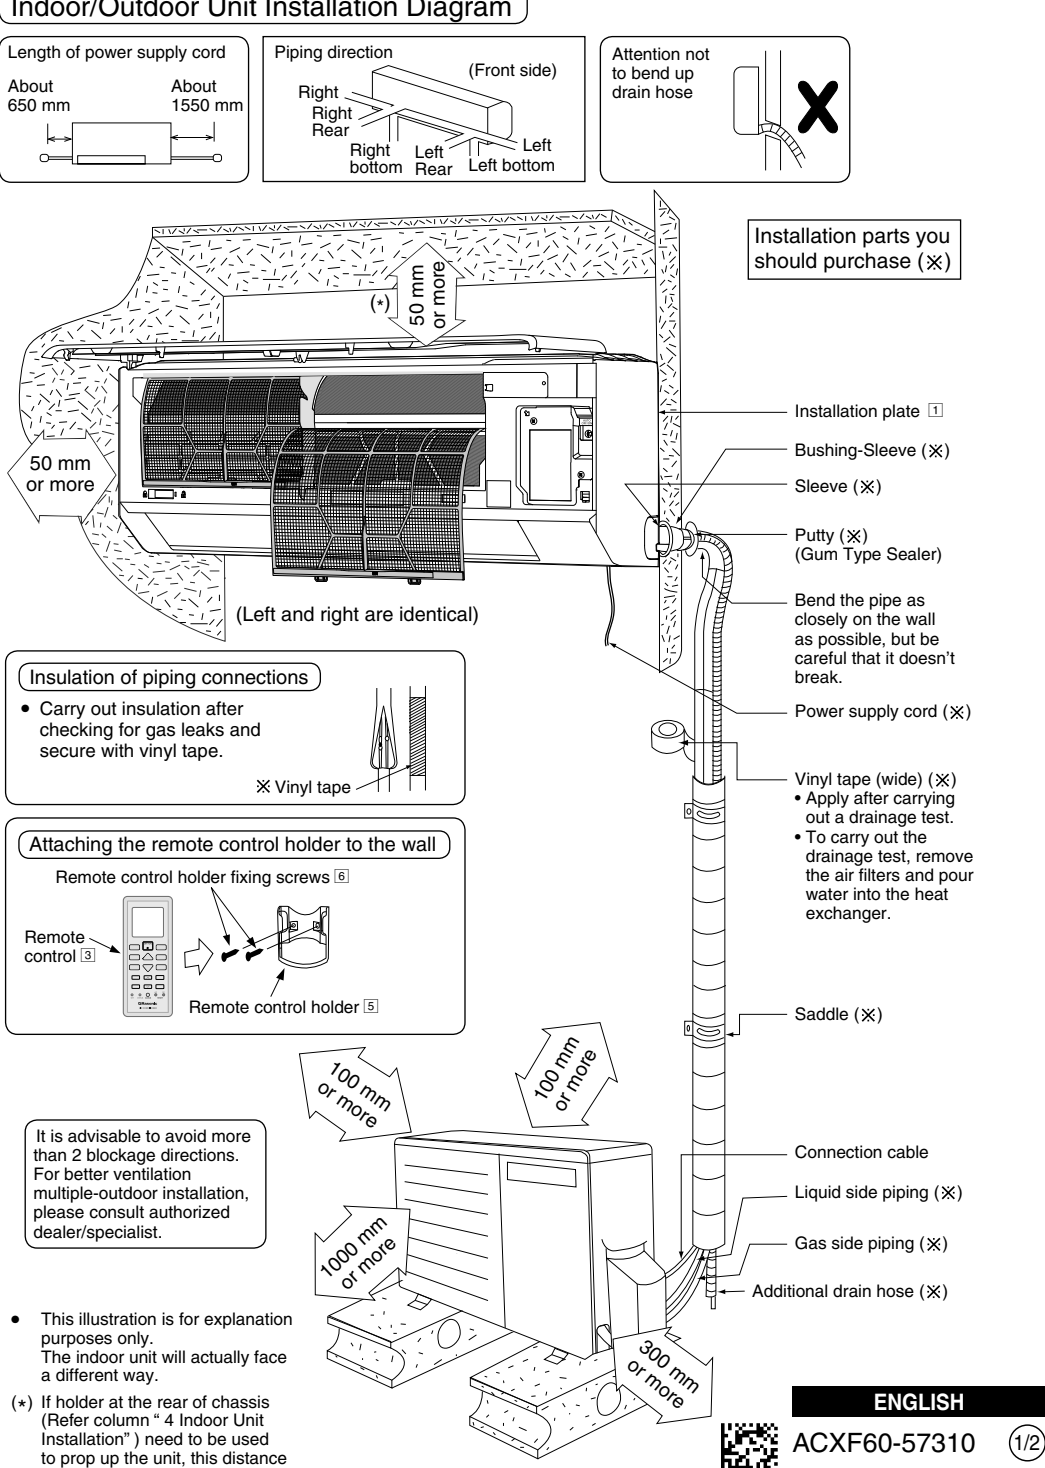 Indoor/Outdoor Unit Installation Diagram
Length of power supply cord
About
650 mm
About
1550 mm
Piping direction
(Front side)
Right
Right
Rear
Right
bottom
Left
Rear
Left
Left bottom
Attention not
to bend up
drain hose
Installation parts you
should purchase (※)
(*)
50 mm
or more
50 mm
or more
Installation plate 1
Bushing-Sleeve (※)
Sleeve (※)
Putty (※)
(Gum Type Sealer)
Bend the pipe as
closely on the wall
as possible, but be
careful that it doesn't
break.
Power supply cord (※)
(Left and right are identical)
Insulation of piping connections
• Carry out insulation after
checking for gas leaks and
secure with vinyl tape.
※ Vinyl tape
Vinyl tape (wide) (※)
• Apply after carrying
out a drainage test.
• To carry out the
drainage test, remove
the air filters and pour
water into the heat
exchanger.
Attaching the remote control holder to the wall
Remote control holder fixing screws 6
Remote
control 3
Remote control holder 5
Saddle (※)
100 mm
or more
100 mm
or more
1000 mm
or more
300 mm
or more
It is advisable to avoid more
than 2 blockage directions.
For better ventilation
multiple-outdoor installation,
please consult authorized
dealer/specialist.
Connection cable
Liquid side piping (※)
Gas side piping (※)
Additional drain hose (※)
• This illustration is for explanation
purposes only.
The indoor unit will actually face
a different way.
(*) If holder at the rear of chassis
(Refer column " 4 Indoor Unit
Installation" ) need to be used
to prop up the unit, this distance
ENGLISH
ACXF60-57310
1/2